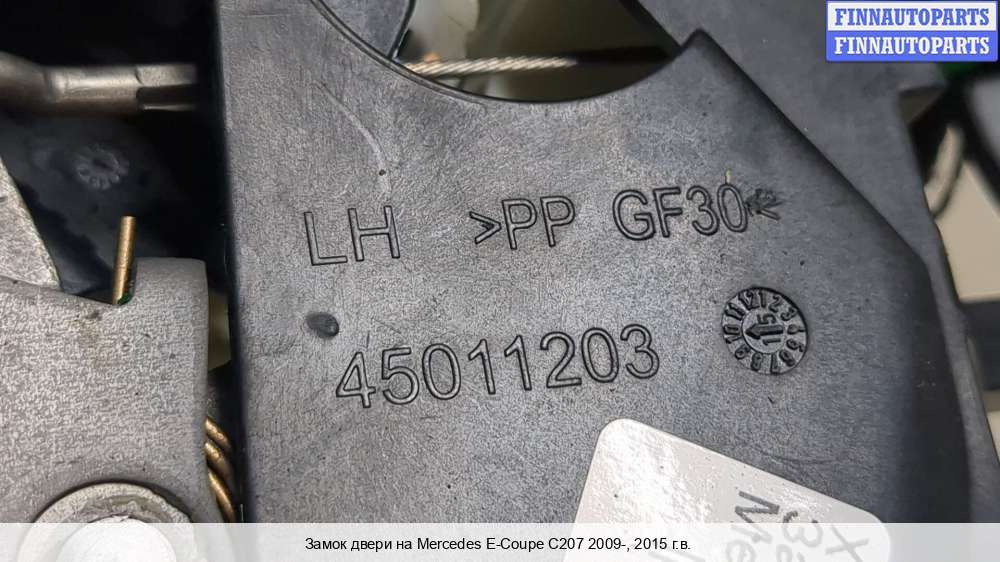 FINNAUTOPARTS
FINNAUTOPARTS
LH >PP GF30<
45011203
15
Замок двери на Mercedes E-Coupe C207 2009-, 2015 г.в.